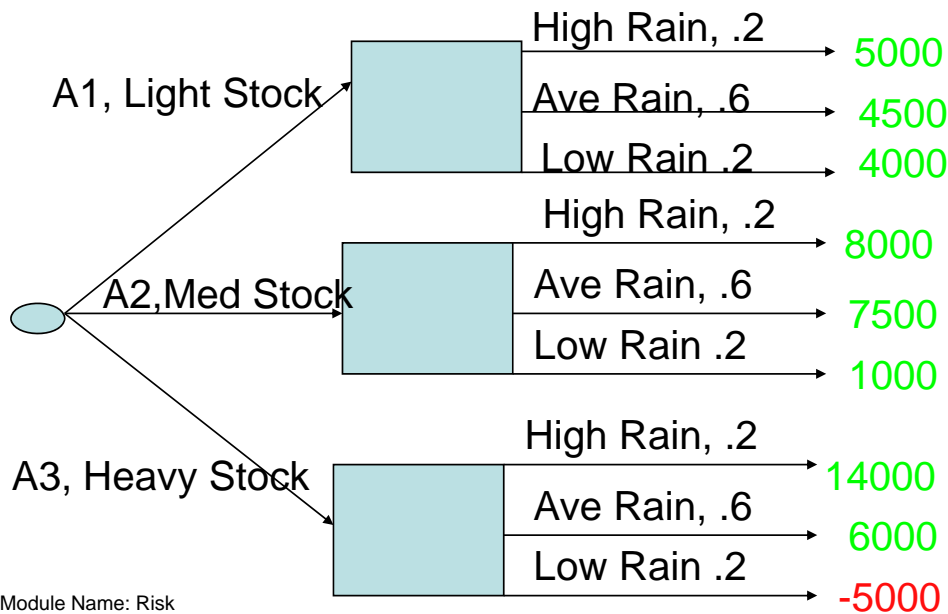 High Rain, .2
5000
A1, Light Stock
Ave Rain, .6
4500
Low Rain .2
4000
High Rain, .2
8000
A2,Med Stock
Ave Rain, .6
7500
Low Rain .2
1000
High Rain, .2
14000
A3, Heavy Stock
Ave Rain, .6
6000
Low Rain .2
-5000
Module Name: Risk